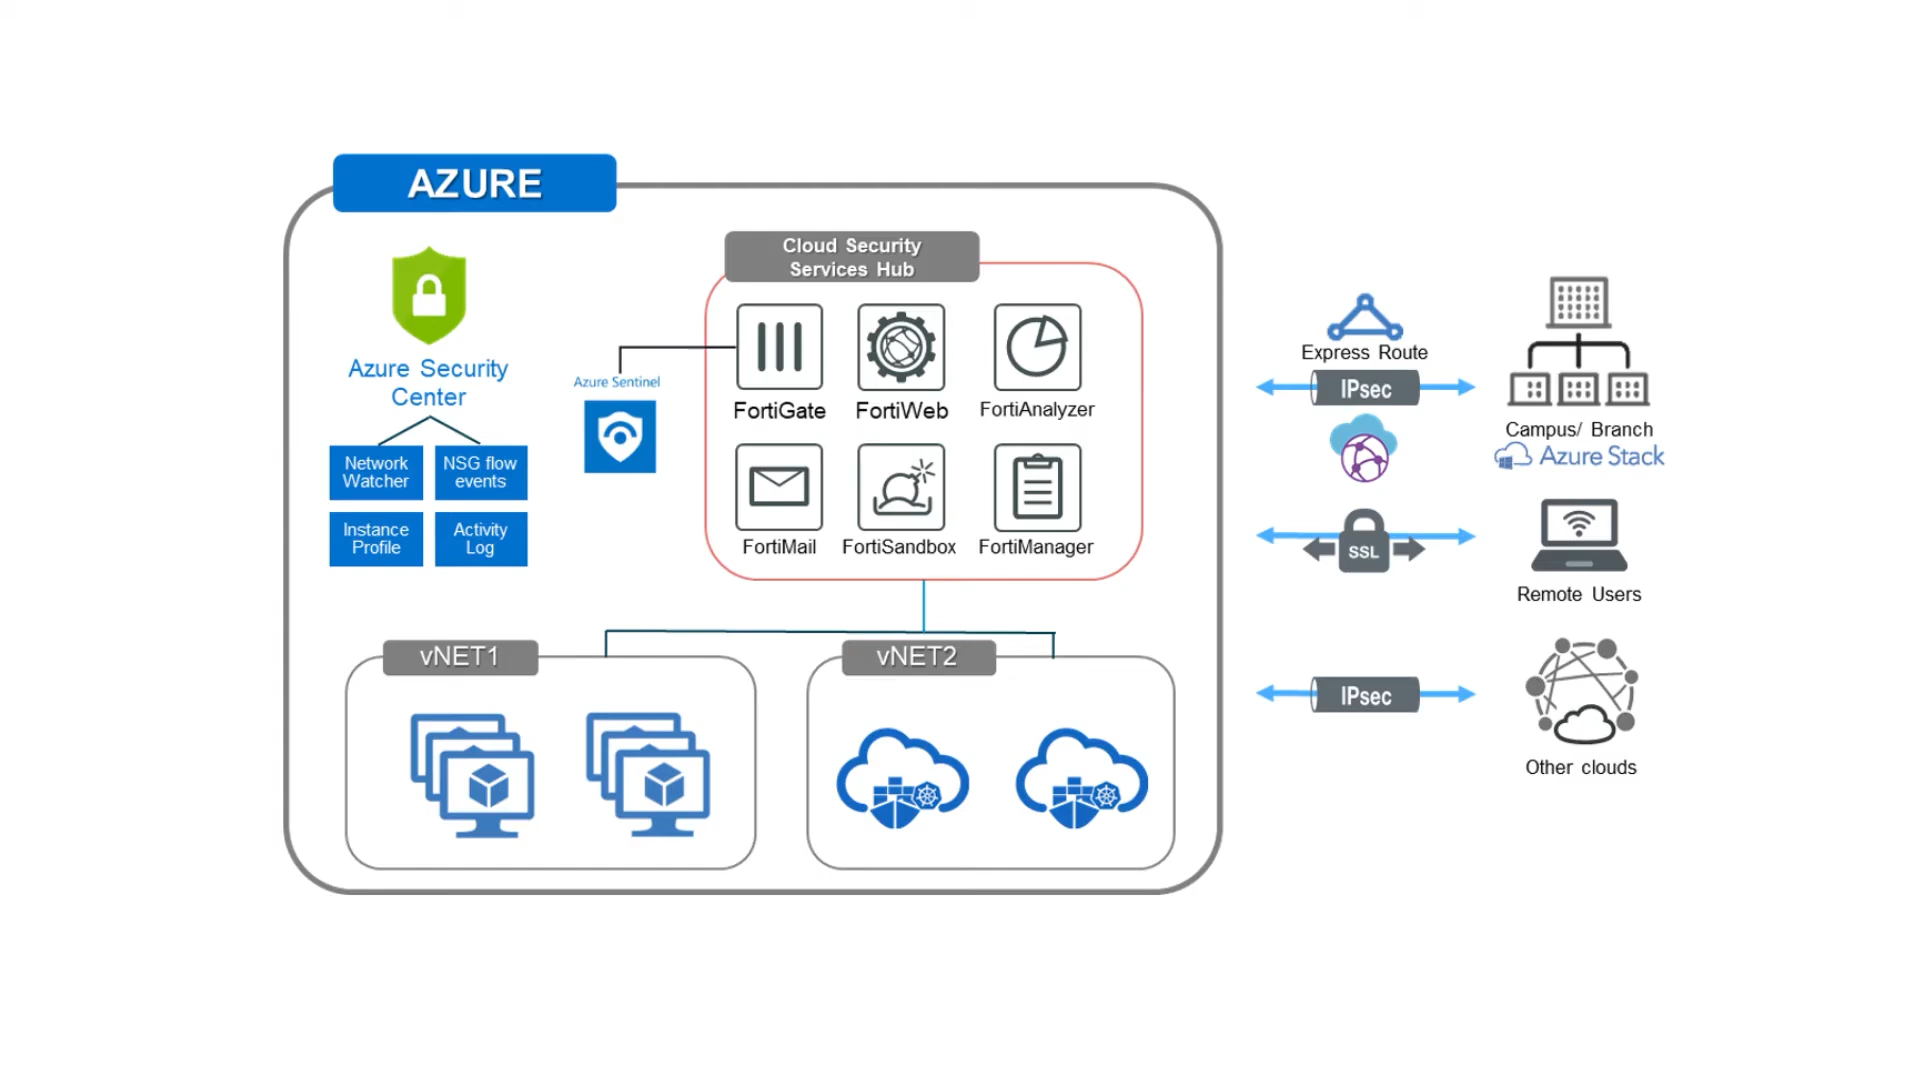 AZURE
Cloud Security
Services Hub
Azure Security
Center
Network
Watcher
NSG flow
events
Instance
Profile
Activity
Log
Azure Sentinel
FortiGate
FortiWeb
FortiAnalyzer
FortiMail
FortiSandbox
FortiManager
vNET1
vNET2
Express Route
IPsec
Campus/ Branch
Azure Stack
SSL
Remote Users
IPsec
Other clouds